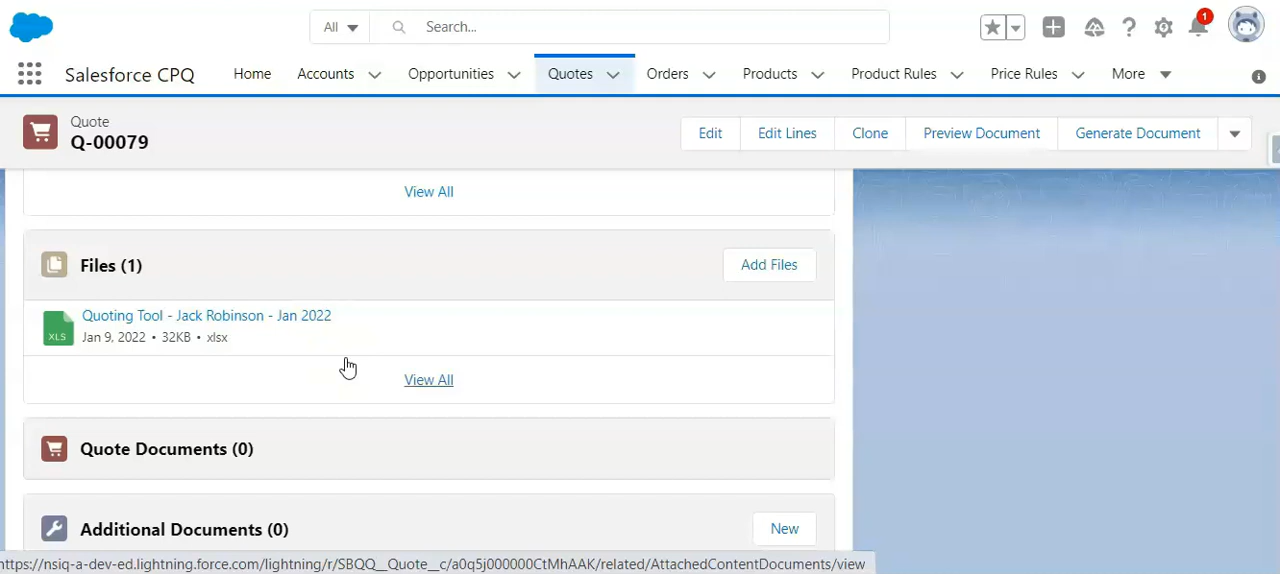 All
Search...
1
Salesforce CPQ
Home
Accounts
Opportunities
Quotes
Orders
Products
Product Rules
Price Rules
More
Quote
Q-00079
Edit
Edit Lines
Clone
Preview Document
Generate Document
View All
Files (1)
Add Files
XLS
Quoting Tool - Jack Robinson - Jan 2022
Jan 9, 2022 • 32KB • xlsx
View All
Quote Documents (0)
Additional Documents (0)
New
https://nsiq-a-dev-ed.lightning.force.com/lightning/r/SBQQ__Quote__c/a0q5j000000CtMhAAK/related/AttachedContentDocuments/view